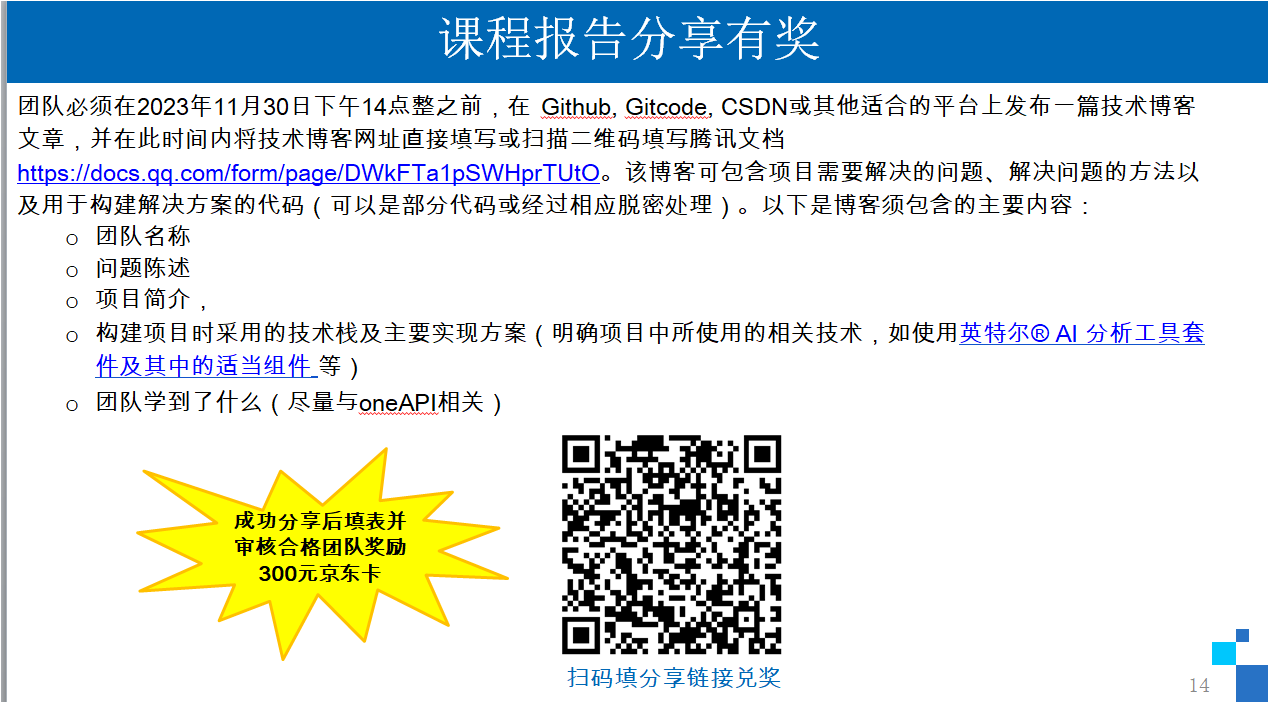 课程报告分享有奖
团队必须在2023年11月30日下午14点整之前，在 Github, Gitcode, CSDN或其他适合的平台上发布一篇技术博客
文章，并在此时间内将技术博客网址直接填写或扫描二维码填写腾讯文档
https://docs.qq.com/form/page/DWkFTa1pSWHprTUtO。该博客可包含项目需要解决的问题、解决问题的方法以
及用于构建解决方案的代码（可以是部分代码或经过相应脱密处理）。以下是博客须包含的主要内容：
o 团队名称
o 问题陈述
o 项目简介，
o 构建项目时采用的技术栈及主要实现方案（明确项目中所使用的相关技术，如使用英特尔® AI 分析工具套
件及其中的适当组件 等）
o 团队学到了什么（尽量与oneAPI相关）
成功分享后填表并
审核合格团队奖励
300元京东卡
扫码填分享链接兑奖
14